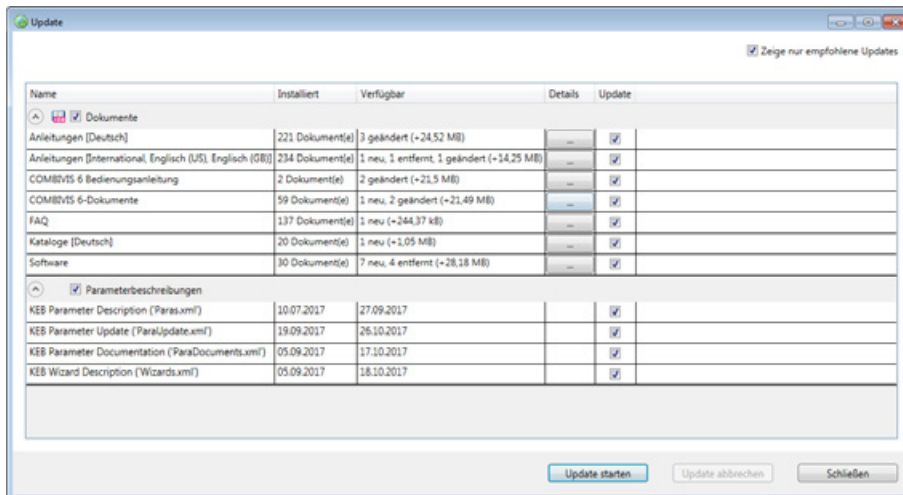 Update
Zeige nur empfohlene Updates
Name Installiert Verfügbar Details Update
Dokumente
Anleitungen [Deutsch] 221 Dokument(e) 3 geändert (+24,52 MB) ...
Anleitungen [International, Englisch (US), Englisch (GB)] 234 Dokument(e) 1 neu, 1 entfernt, 1 geändert (+14,25 MB) ...
COMBIVIS 6 Bedienungsanleitung 2 Dokument(e) 2 geändert (+21,5 MB) ...
COMBIVIS 6-Dokumente 59 Dokument(e) 1 neu, 2 geändert (+21,49 MB) ...
FAQ 137 Dokument(e) 1 neu (+244,37 kB) ...
Kataloge [Deutsch] 20 Dokument(e) 1 neu (+1,05 MB) ...
Software 30 Dokument(e) 7 neu, 4 entfernt (+28,18 MB) ...
Parameterbeschreibungen
KEB Parameter Description ('Paras.xml') 10.07.2017 27.09.2017
KEB Parameter Update ('ParaUpdate.xml') 19.09.2017 26.10.2017
KEB Parameter Documentation ('ParaDocuments.xml') 05.09.2017 17.10.2017
KEB Wizard Description ('Wizards.xml') 05.09.2017 18.10.2017
Update starten Update abbrechen Schließen